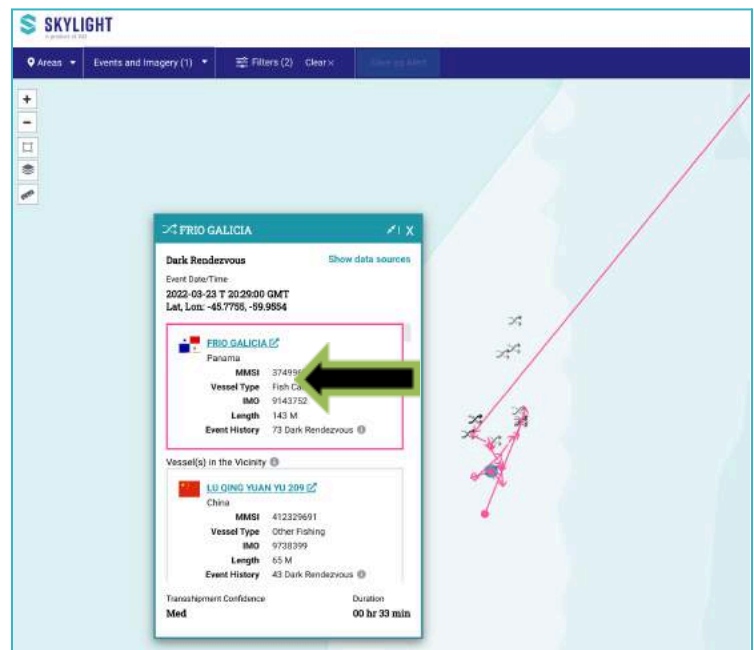 SKYLIGHT
Areas Events and Imagery (1) Filters (2) Clear ×
+
−
FRIO GALICIA X
Dark Rendezvous Show data sources
Event Date/Time
2022-03-23 T 20:29:00 GMT
Lat, Lon: -45.7755, -59.9554
FRIO GALICIA
Panama
MMSI
Vessel Type Fish
IMO 9143752
Length 143 M
Event History 73 Dark Rendezvous
Vessel(s) in the Vicinity
LU QING YUAN YU 209
China
MMSI 412329691
Vessel Type Other Fishing
IMO 9738399
Length 65 M
Event History 43 Dark Rendezvous
Transshipment Confidence Duration
Med 00 hr 33 min